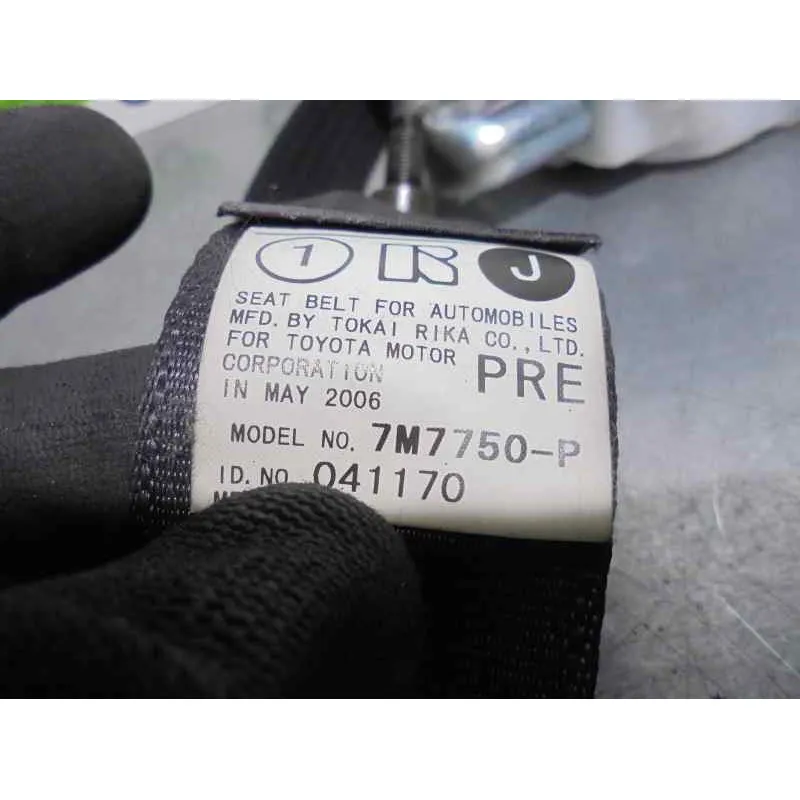 1 R J
SEAT BELT FOR AUTOMOBILES
MFD. BY TOKAI RIKA CO., LTD.
FOR TOYOTA MOTOR
CORPORATION
PRE
IN MAY 2006
MODEL NO. 7M7750-P
ID. NO. 041170